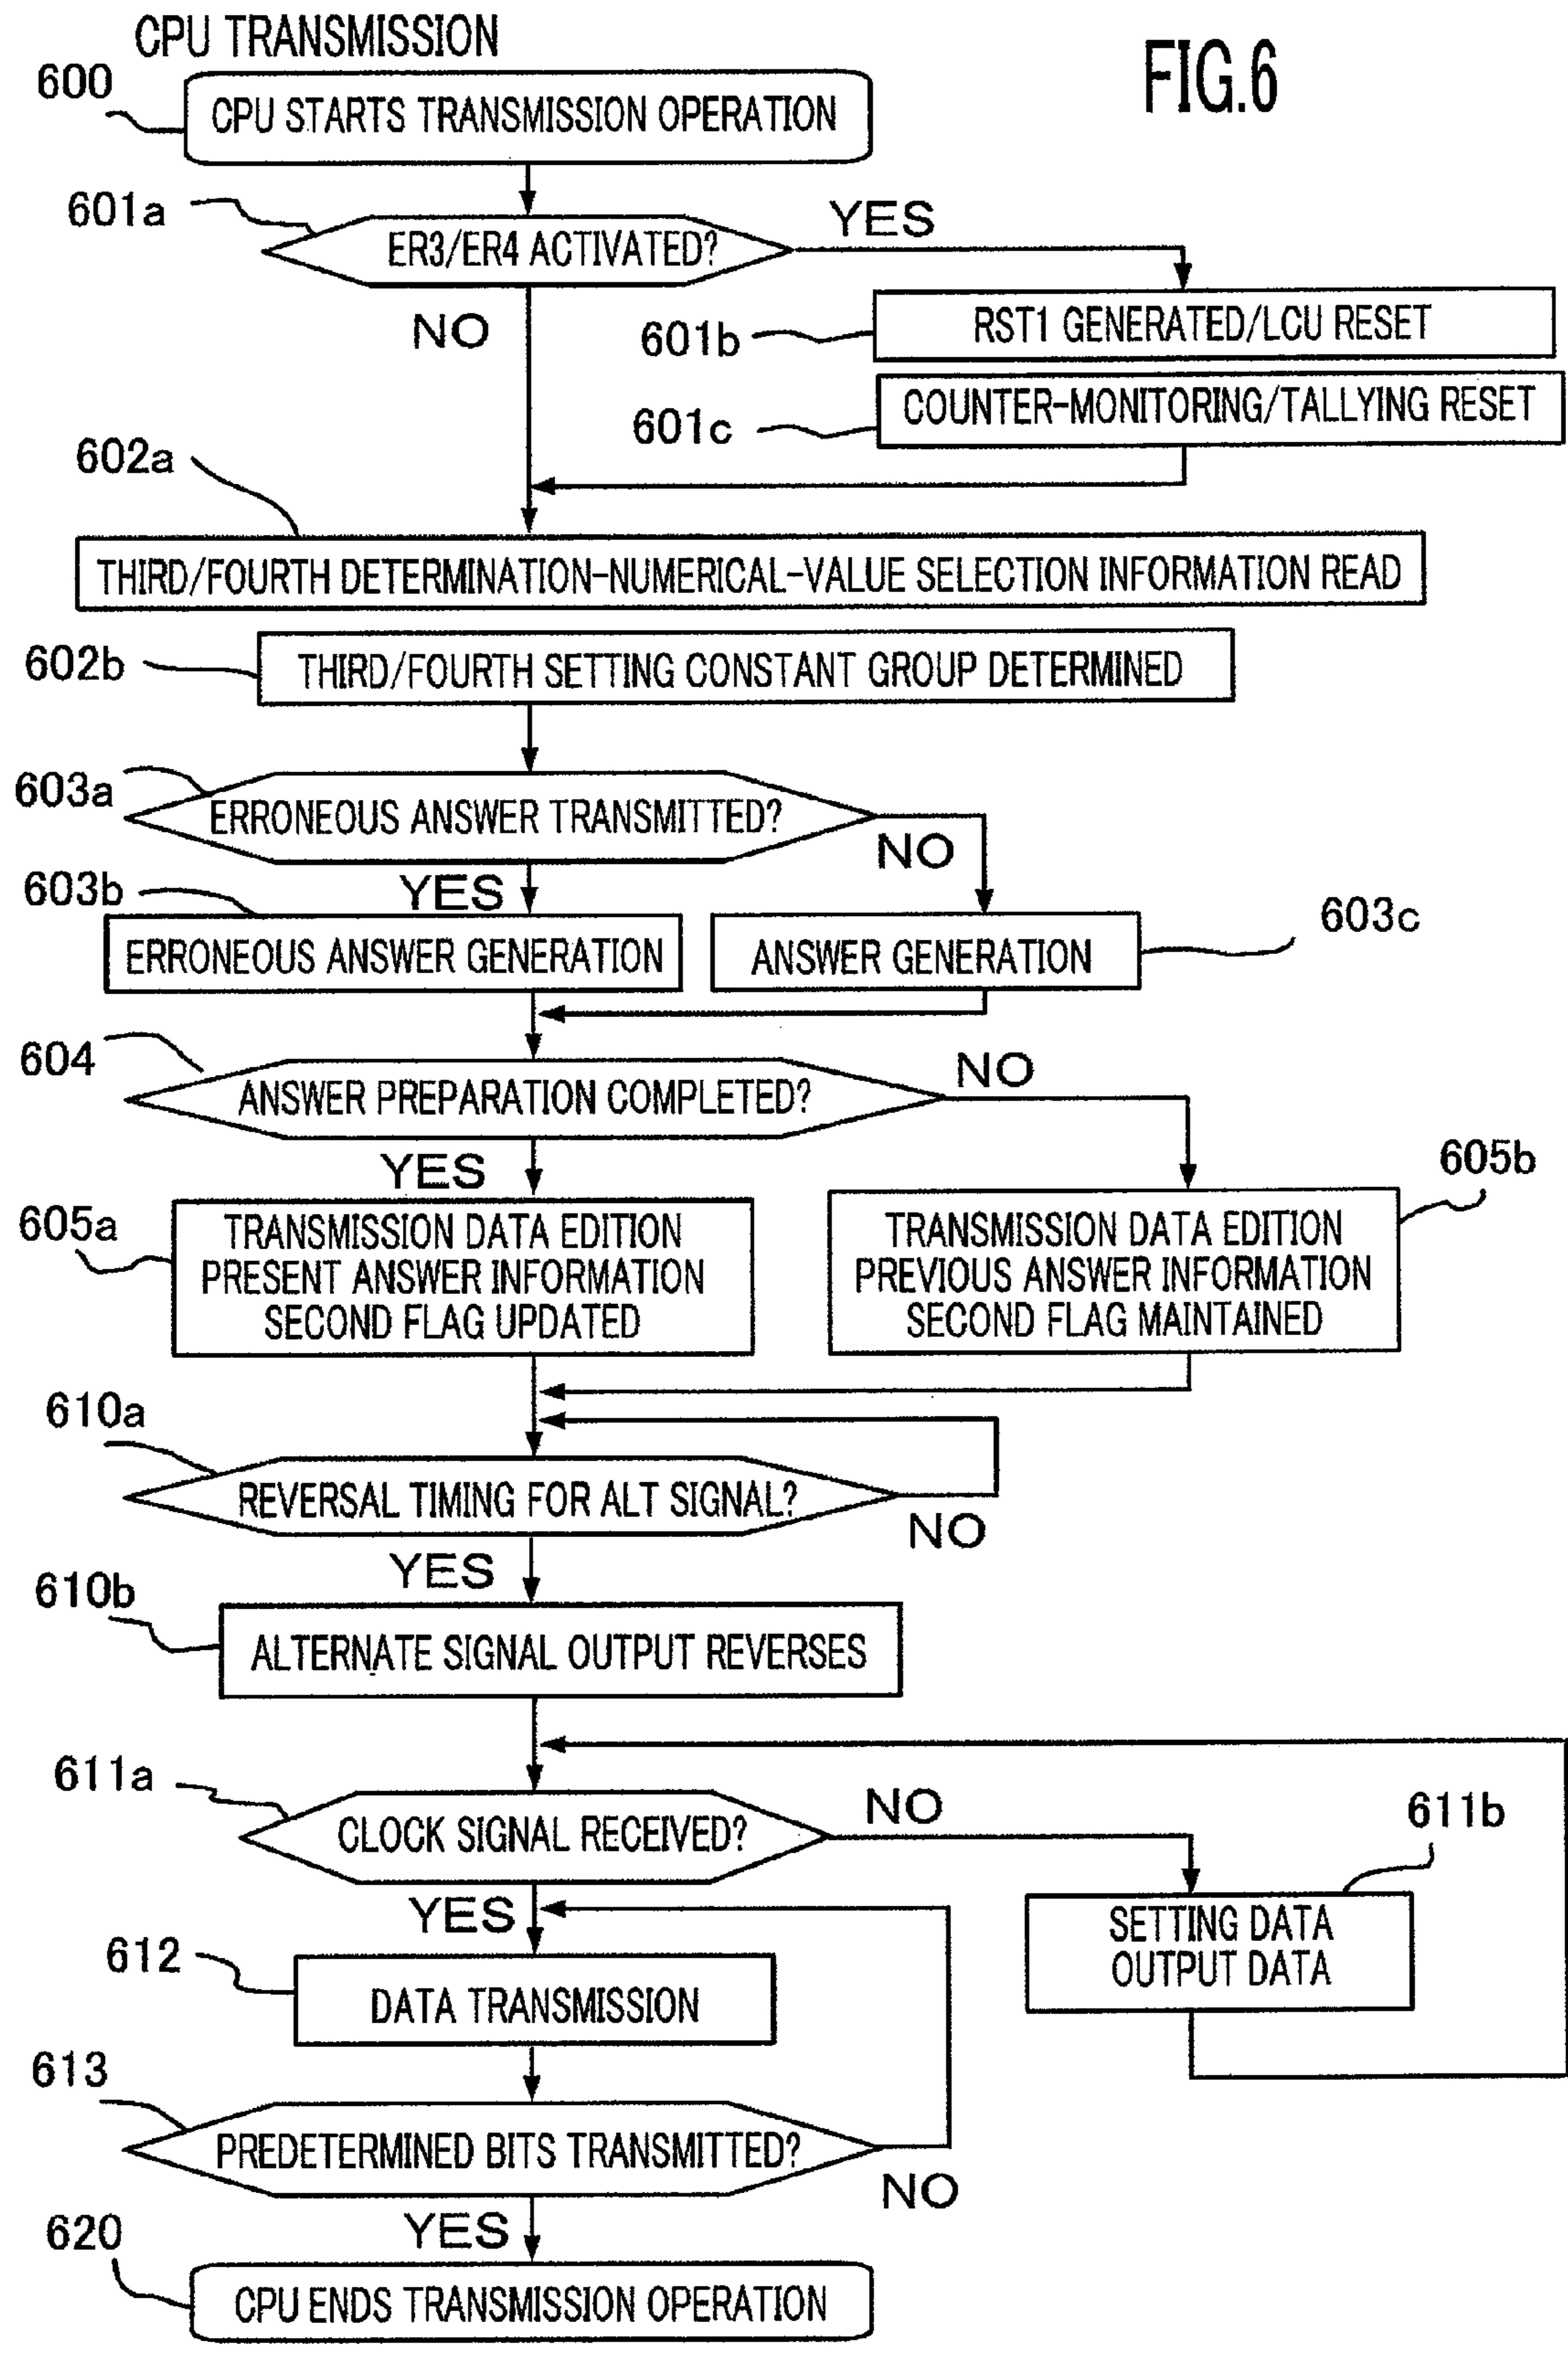 CPU TRANSMISSION
FIG.6
600
CPU STARTS TRANSMISSION OPERATION
601a
ER3/ER4 ACTIVATED?
YES
NO
601b
RST1 GENERATED/LCU RESET
601c
COUNTER-MONITORING/TALLYING RESET
602a
THIRD/FOURTH DETERMINATION-NUMERICAL-VALUE SELECTION INFORMATION READ
602b
THIRD/FOURTH SETTING CONSTANT GROUP DETERMINED
603a
ERRONEOUS ANSWER TRANSMITTED?
NO
YES
603b
ERRONEOUS ANSWER GENERATION
ANSWER GENERATION
603c
604
ANSWER PREPARATION COMPLETED?
NO
YES
605a
TRANSMISSION DATA EDITION
PRESENT ANSWER INFORMATION
SECOND FLAG UPDATED
605b
TRANSMISSION DATA EDITION
PREVIOUS ANSWER INFORMATION
SECOND FLAG MAINTAINED
610a
REVERSAL TIMING FOR ALT SIGNAL?
NO
YES
610b
ALTERNATE SIGNAL OUTPUT REVERSES
611a
CLOCK SIGNAL RECEIVED?
NO
YES
611b
SETTING DATA
OUTPUT DATA
612
DATA TRANSMISSION
613
PREDETERMINED BITS TRANSMITTED?
NO
YES
620
CPU ENDS TRANSMISSION OPERATION